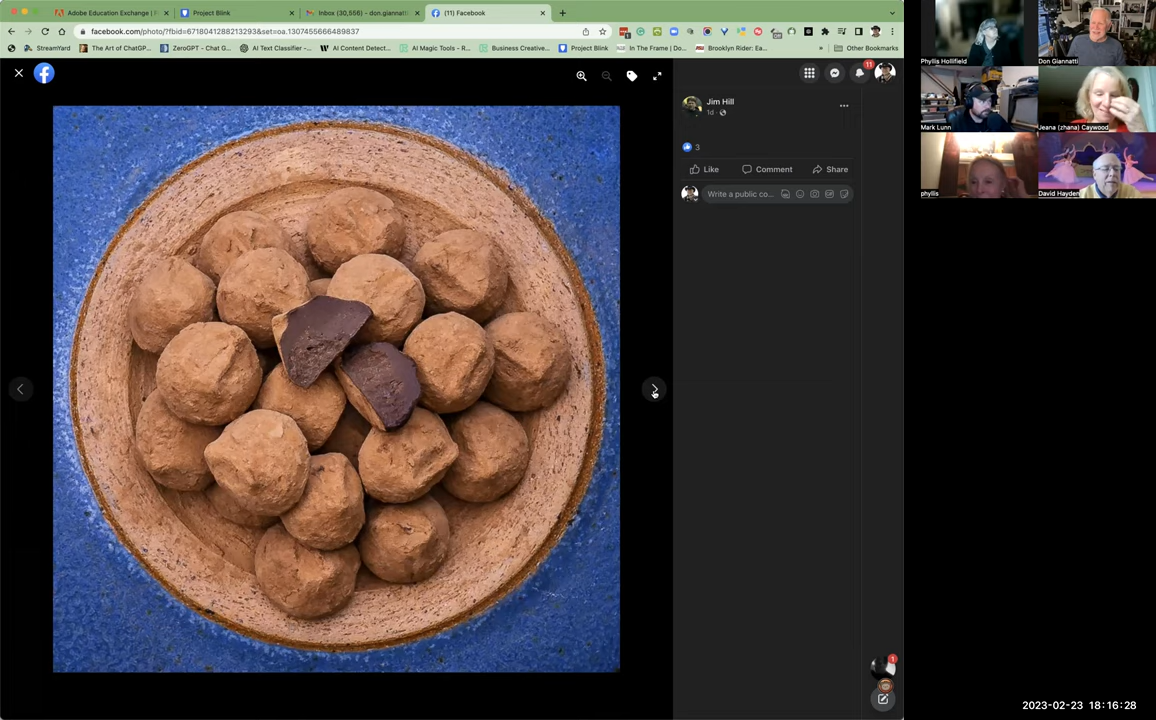 Adobe Education Exchange | F
Project Blink
Inbox (30,556) - don.giannatti
(11) Facebook
facebook.com/photo/?fbid=6718041288213293&set=oa.1307455666489837
StreamYard
The Art of ChatGP...
ZeroGPT - Chat G...
AI Text Classifier -...
AI Content Detect...
AI Magic Tools - R...
Business Creative...
Project Blink
In The Frame | Do...
Brooklyn Rider: Ea...
»
Other Bookmarks
11
Jim Hill
1d
3
Like
Comment
Share
Write a public co...
1
Phyllis Hollifield
Don Giannatti
Mark Lunn
Jeana (zhana) Caywood
phyllis
David Hayden
2023-02-23 18:16:28